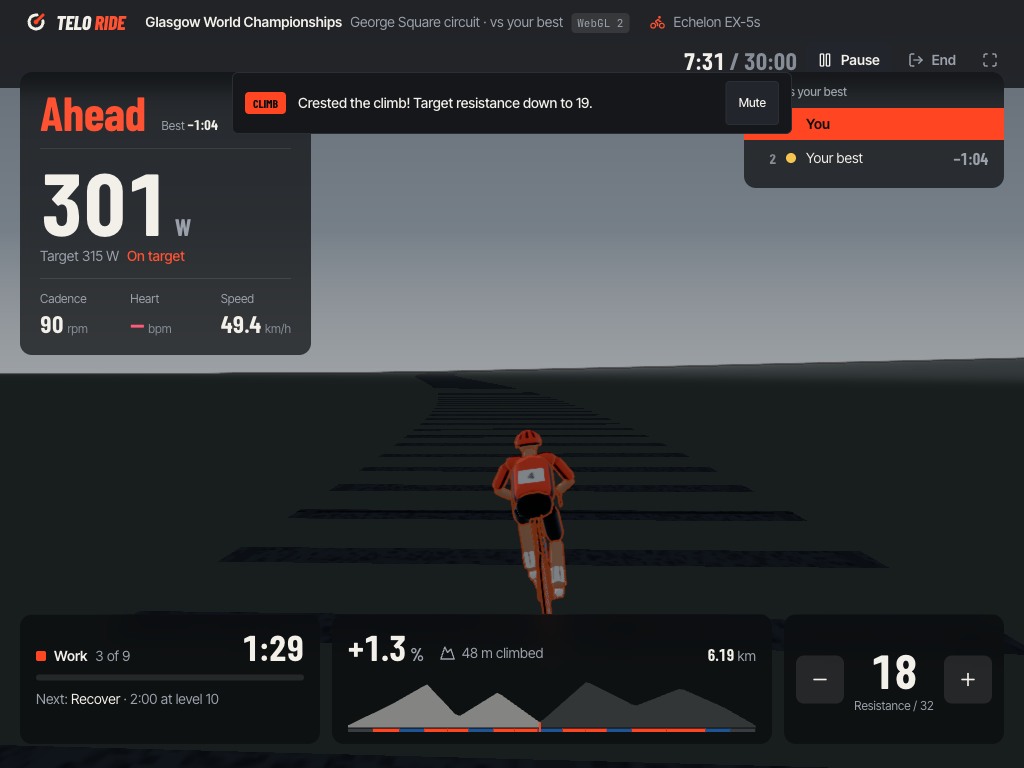 TELO RIDE Glasgow World Championships George Square circuit · vs your best WebGL 2 Echelon EX-5s
7:31 / 30:00 Pause End
CLIMB Crested the climb! Target resistance down to 19. Mute
Ahead Best −1:04
301 W
Target 315 W On target
Cadence Heart Speed
90 rpm — bpm 49.4 km/h
s your best
You
2 Your best −1:04
4
Work 3 of 9 1:29
Next: Recover · 2:00 at level 10
+1.3 % 48 m climbed 6.19 km
− 18 +
Resistance / 32